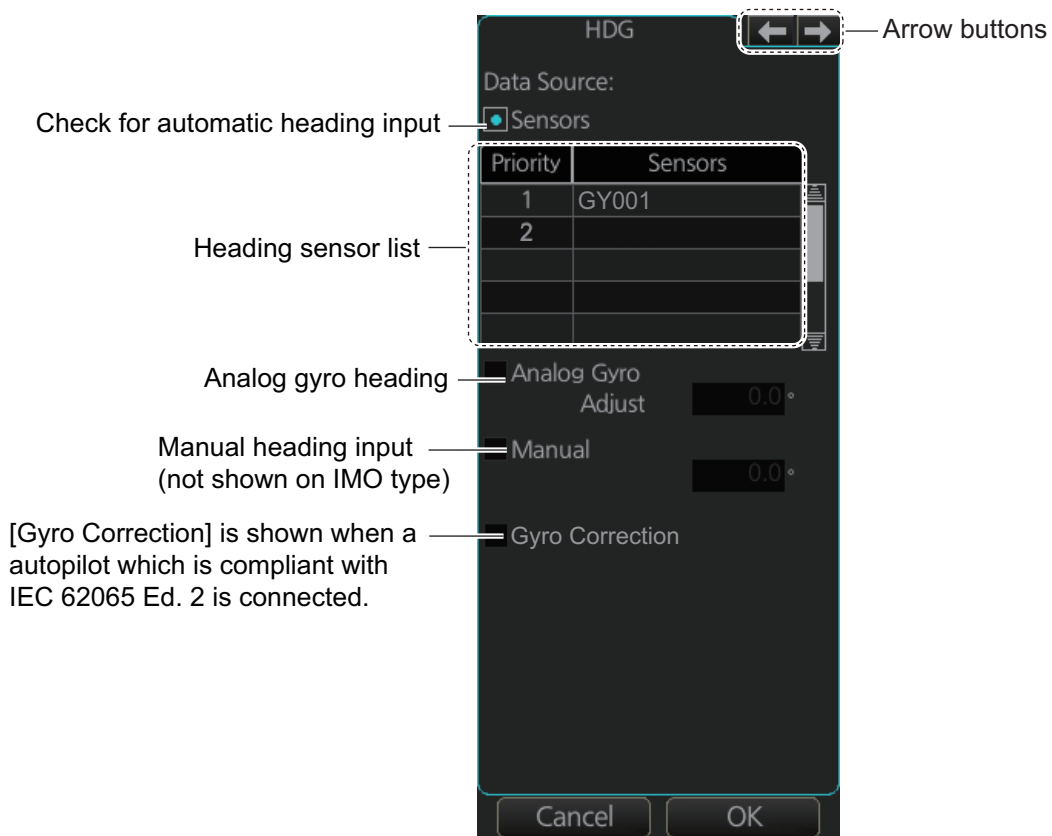 HDG
Arrow buttons
Data Source:
Check for automatic heading input
Sensors
Priority Sensors
1 GY001
2
Heading sensor list
Analog gyro heading
Analog Gyro
Adjust 0.0 °
Manual heading input
(not shown on IMO type)
Manual
0.0 °
[Gyro Correction] is shown when a
autopilot which is compliant with
IEC 62065 Ed. 2 is connected.
Gyro Correction
Cancel OK